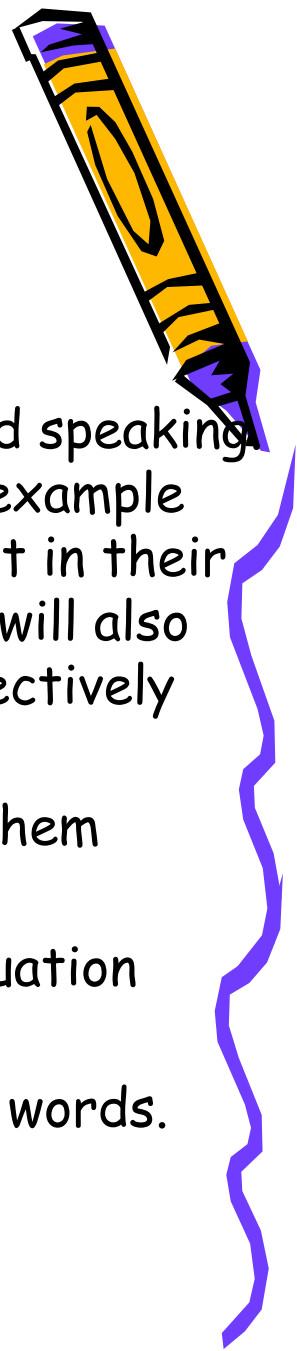 d speaking.
example
t in their
will also
ectively
hem
uation
words.